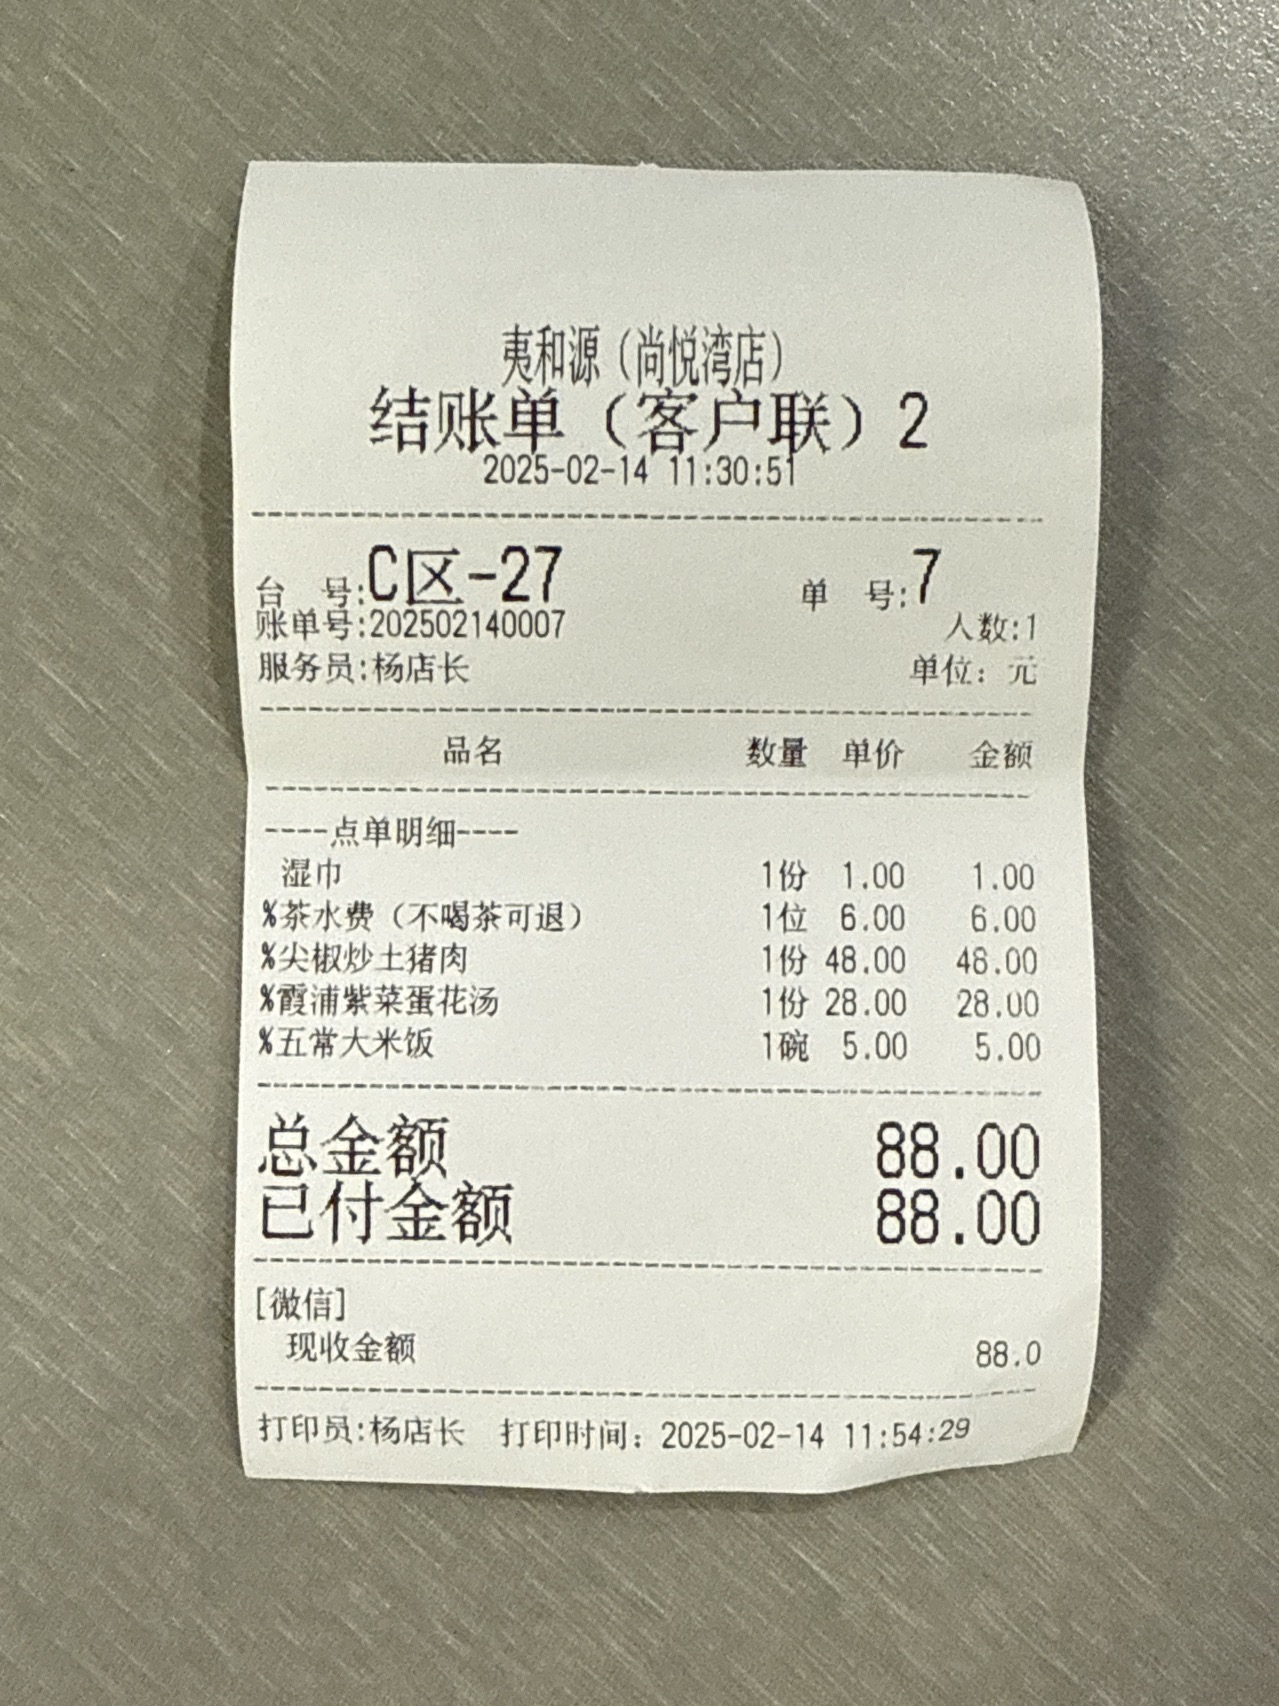 夷和源（尚悦湾店）
结账单（客户联）2
2025-02-14 11:30:51
台　号:C区-27　单　号:7
账单号:202502140007　人数:1
服务员:杨店长　单位：元
品名　数量　单价　金额
----点单明细----
湿巾　1份　1.00　1.00
%茶水费（不喝茶可退）　1位　6.00　6.00
%尖椒炒土猪肉　1份　48.00　48.00
%霞浦紫菜蛋花汤　1份　28.00　28.00
%五常大米饭　1碗　5.00　5.00
总金额　88.00
已付金额　88.00
[微信]
现收金额　88.0
打印员:杨店长　打印时间：2025-02-14 11:54:29